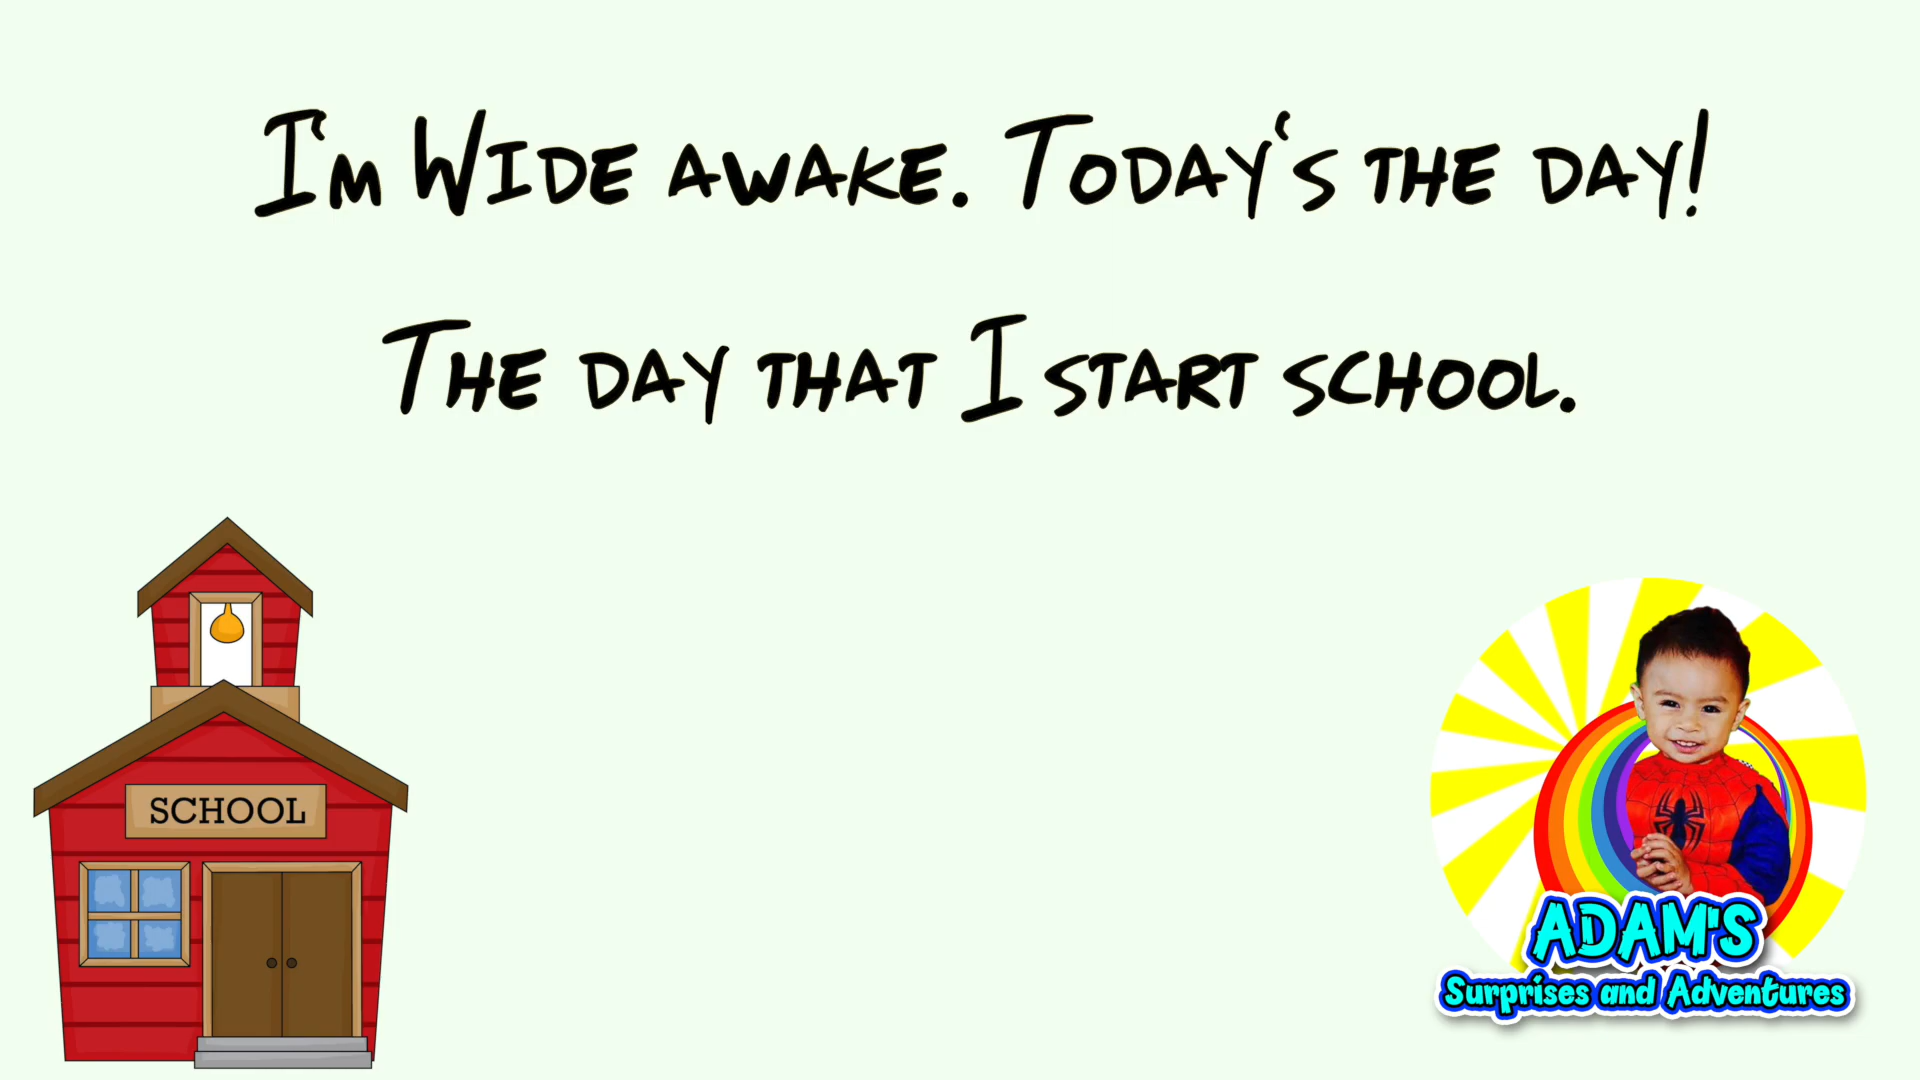 I'm Wide awake. Today's the day!
The day that I start school.
SCHOOL
ADAM'S
Surprises and Adventures